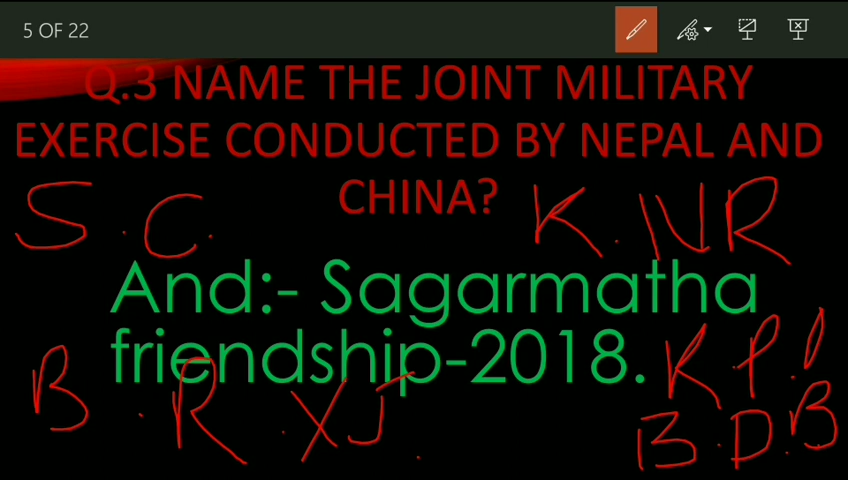 5 OF 22
Q.3 NAME THE JOINT MILITARY
EXERCISE CONDUCTED BY NEPAL AND
CHINA?
S.C. K.NR
And:- Sagarmatha
friendship-2018.
B.R.XJ. K.P.
B.D.B